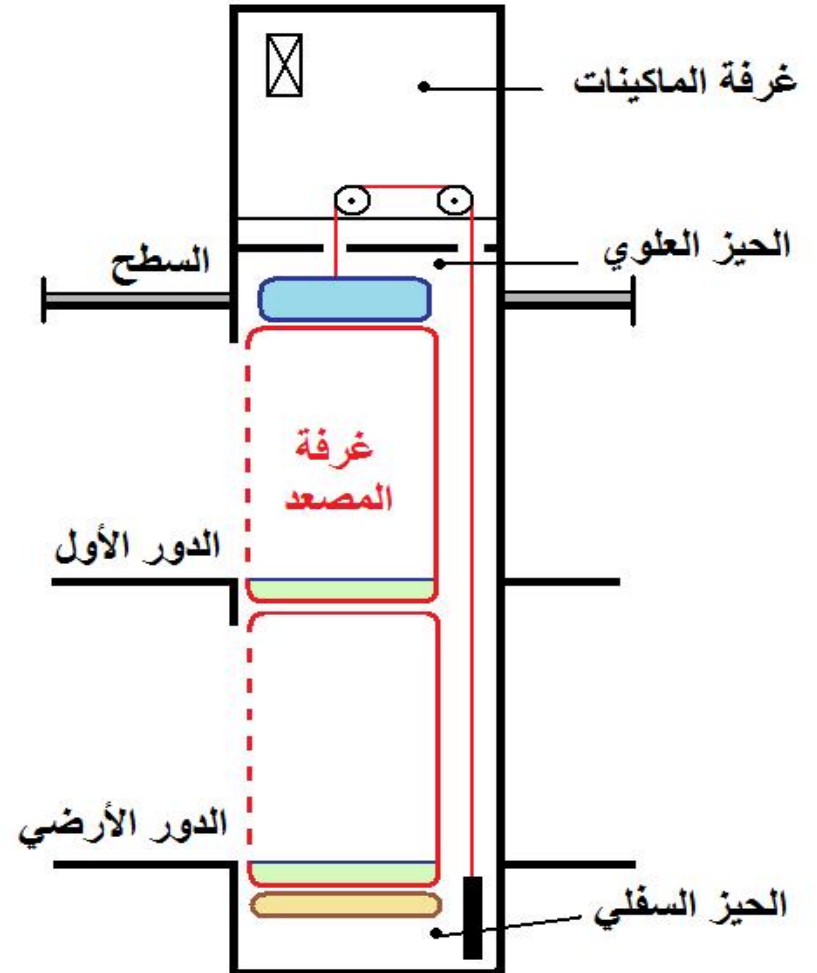 غرفة الماكينات
الحيز العلوي
السطح
غرفة
المصعد
الدور الأول
الدور الأرضي
الحيز السفلي